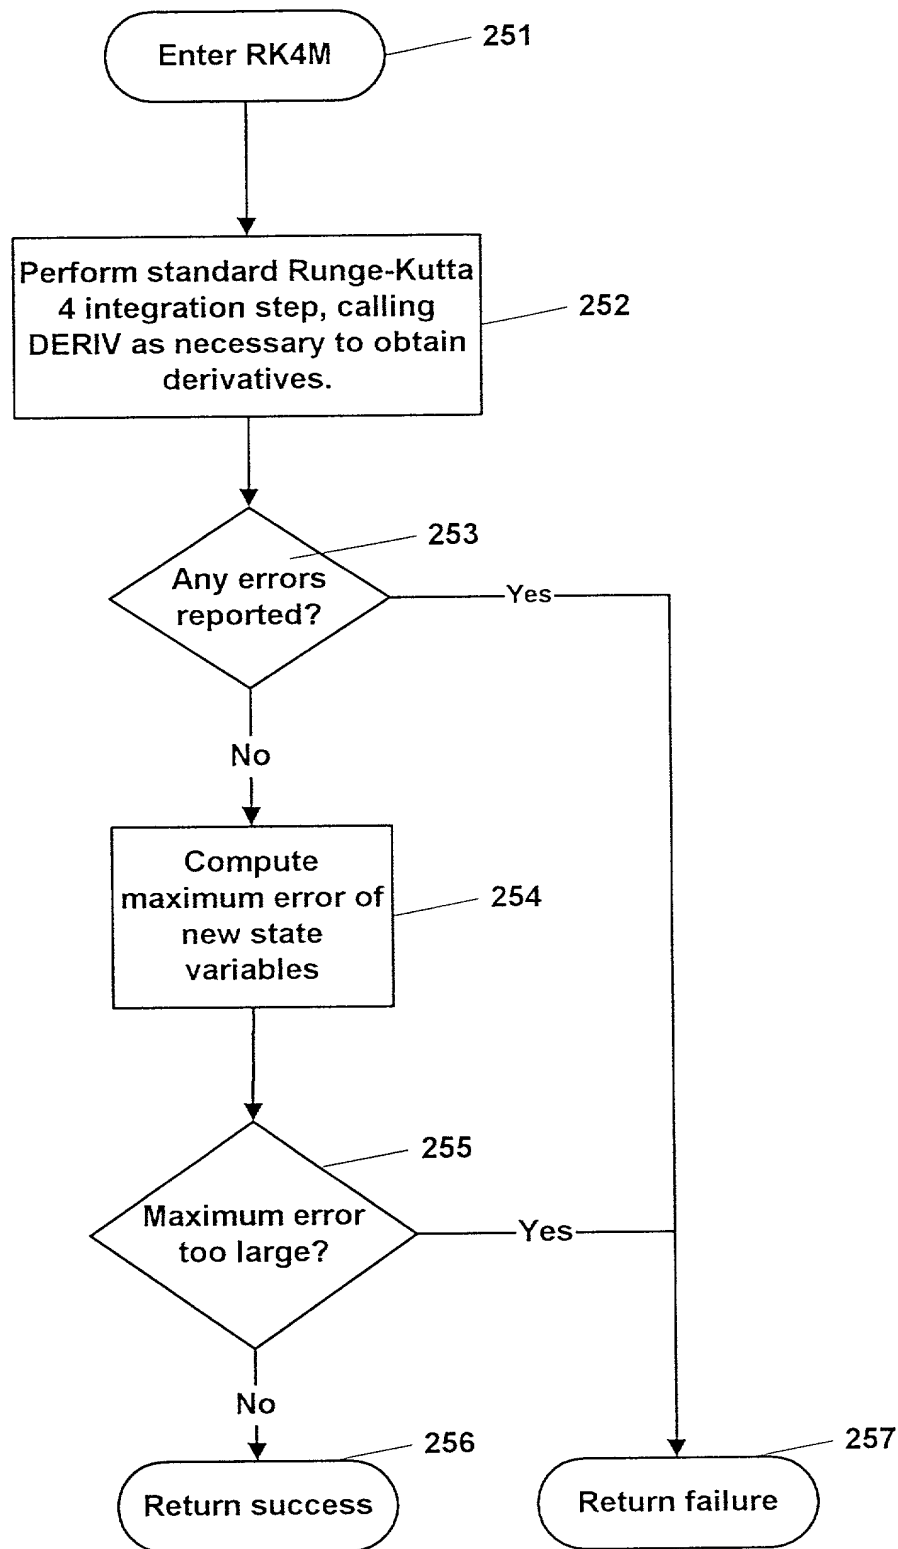 Enter RK4M
251
Perform standard Runge-Kutta
4 integration step, calling
DERIV as necessary to obtain
derivatives.
252
253
Any errors
reported?
Yes
No
Compute
maximum error of
new state
variables
254
255
Maximum error
too large?
Yes
No
256
Return success
257
Return failure